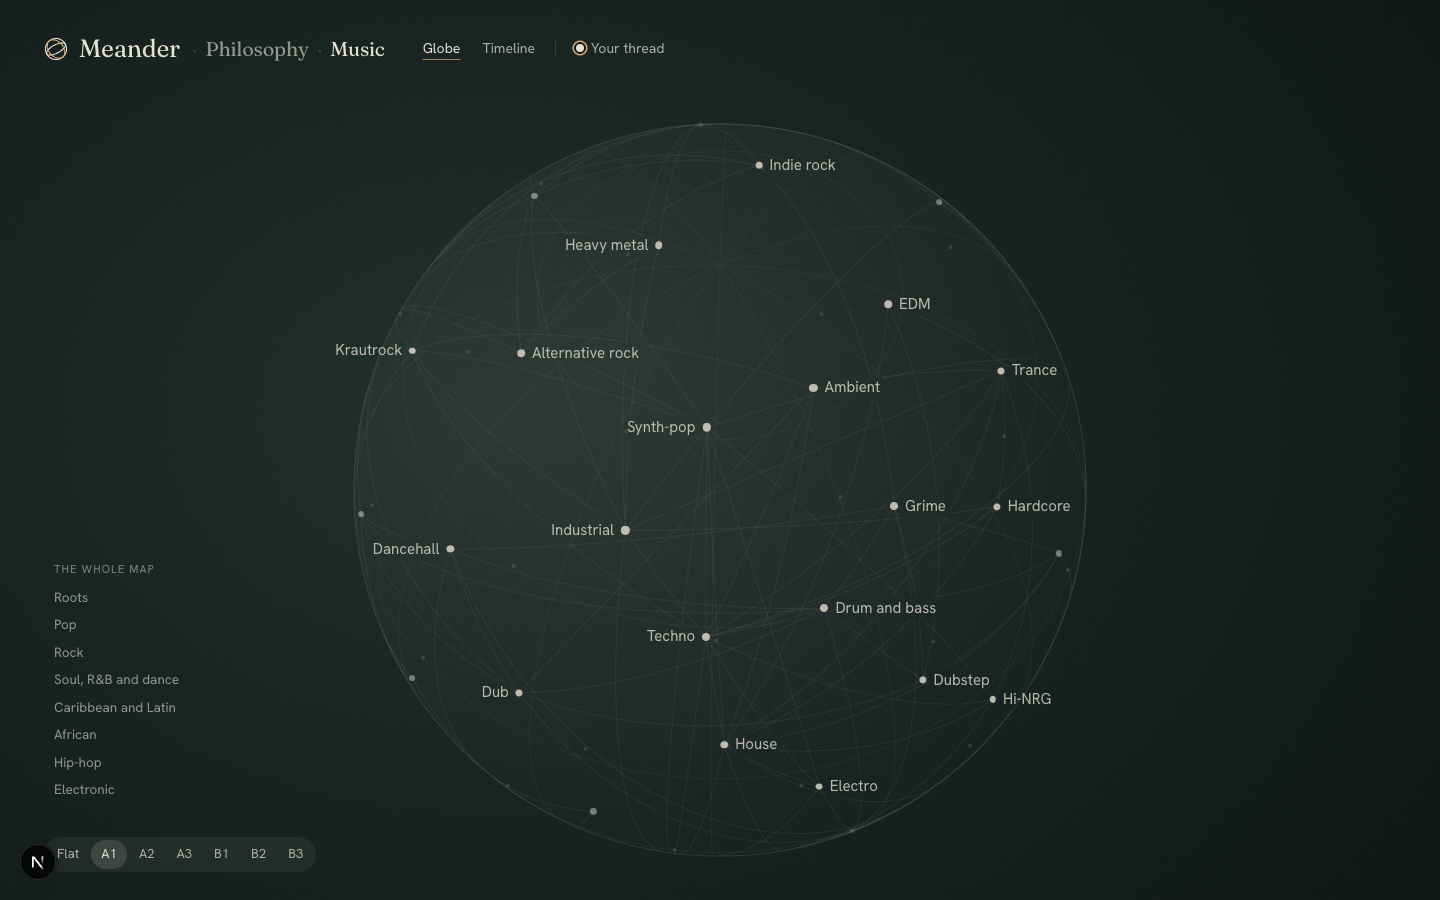 Meander · Philosophy · Music Globe Timeline Your thread
Indie rock
Heavy metal
EDM
Krautrock
Alternative rock
Trance
Ambient
Synth-pop
Grime
Hardcore
Industrial
Dancehall
THE WHOLE MAP
Roots
Drum and bass
Pop
Techno
Rock
Soul, R&B and dance
Dubstep
Dub
Hi-NRG
Caribbean and Latin
African
House
Hip-hop
Electro
Electronic
N Flat A1 A2 A3 B1 B2 B3